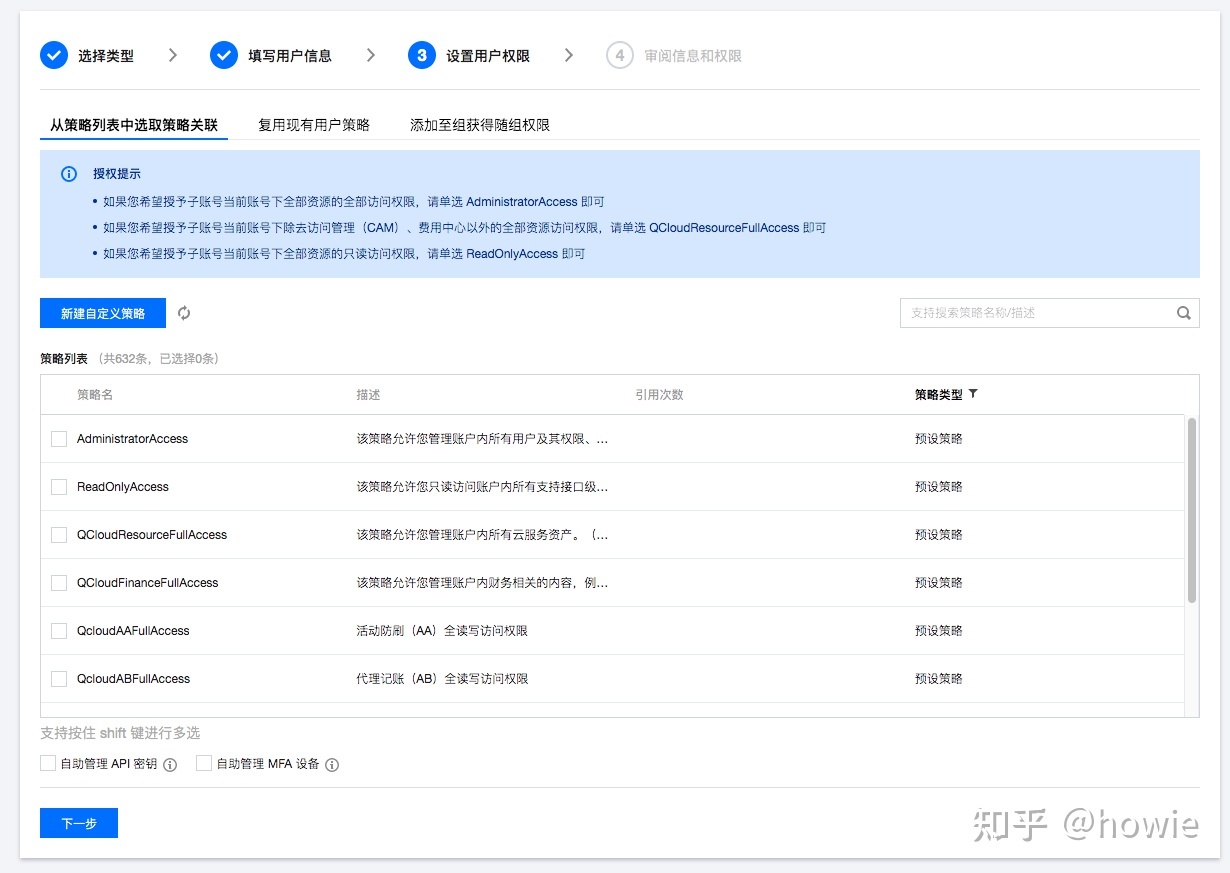 选择类型 填写用户信息 3 设置用户权限 4 审阅信息和权限
从策略列表中选取策略关联 复用现有用户策略 添加至组获得随组权限
授权提示
• 如果您希望授予子账号当前账号下全部资源的全部访问权限，请单选 AdministratorAccess 即可
• 如果您希望授予子账号当前账号下除去访问管理（CAM）、费用中心以外的全部资源访问权限，请单选 QCloudResourceFullAccess 即可
• 如果您希望授予子账号当前账号下全部资源的只读访问权限，请单选 ReadOnlyAccess 即可
新建自定义策略 支持搜索策略名称/描述
策略列表 （共632条，已选择0条）
策略名 描述 引用次数 策略类型
AdministratorAccess 该策略允许您管理账户内所有用户及其权限、... 预设策略
ReadOnlyAccess 该策略允许您只读访问账户内所有支持接口级... 预设策略
QCloudResourceFullAccess 该策略允许您管理账户内所有云服务资产。（... 预设策略
QCloudFinanceFullAccess 该策略允许您管理账户内财务相关的内容，例... 预设策略
QcloudAAFullAccess 活动防刷（AA）全读写访问权限 预设策略
QcloudABFullAccess 代理记账（AB）全读写访问权限 预设策略
支持按住 shift 键进行多选
自动管理 API 密钥 自动管理 MFA 设备
下一步
知乎 @howie